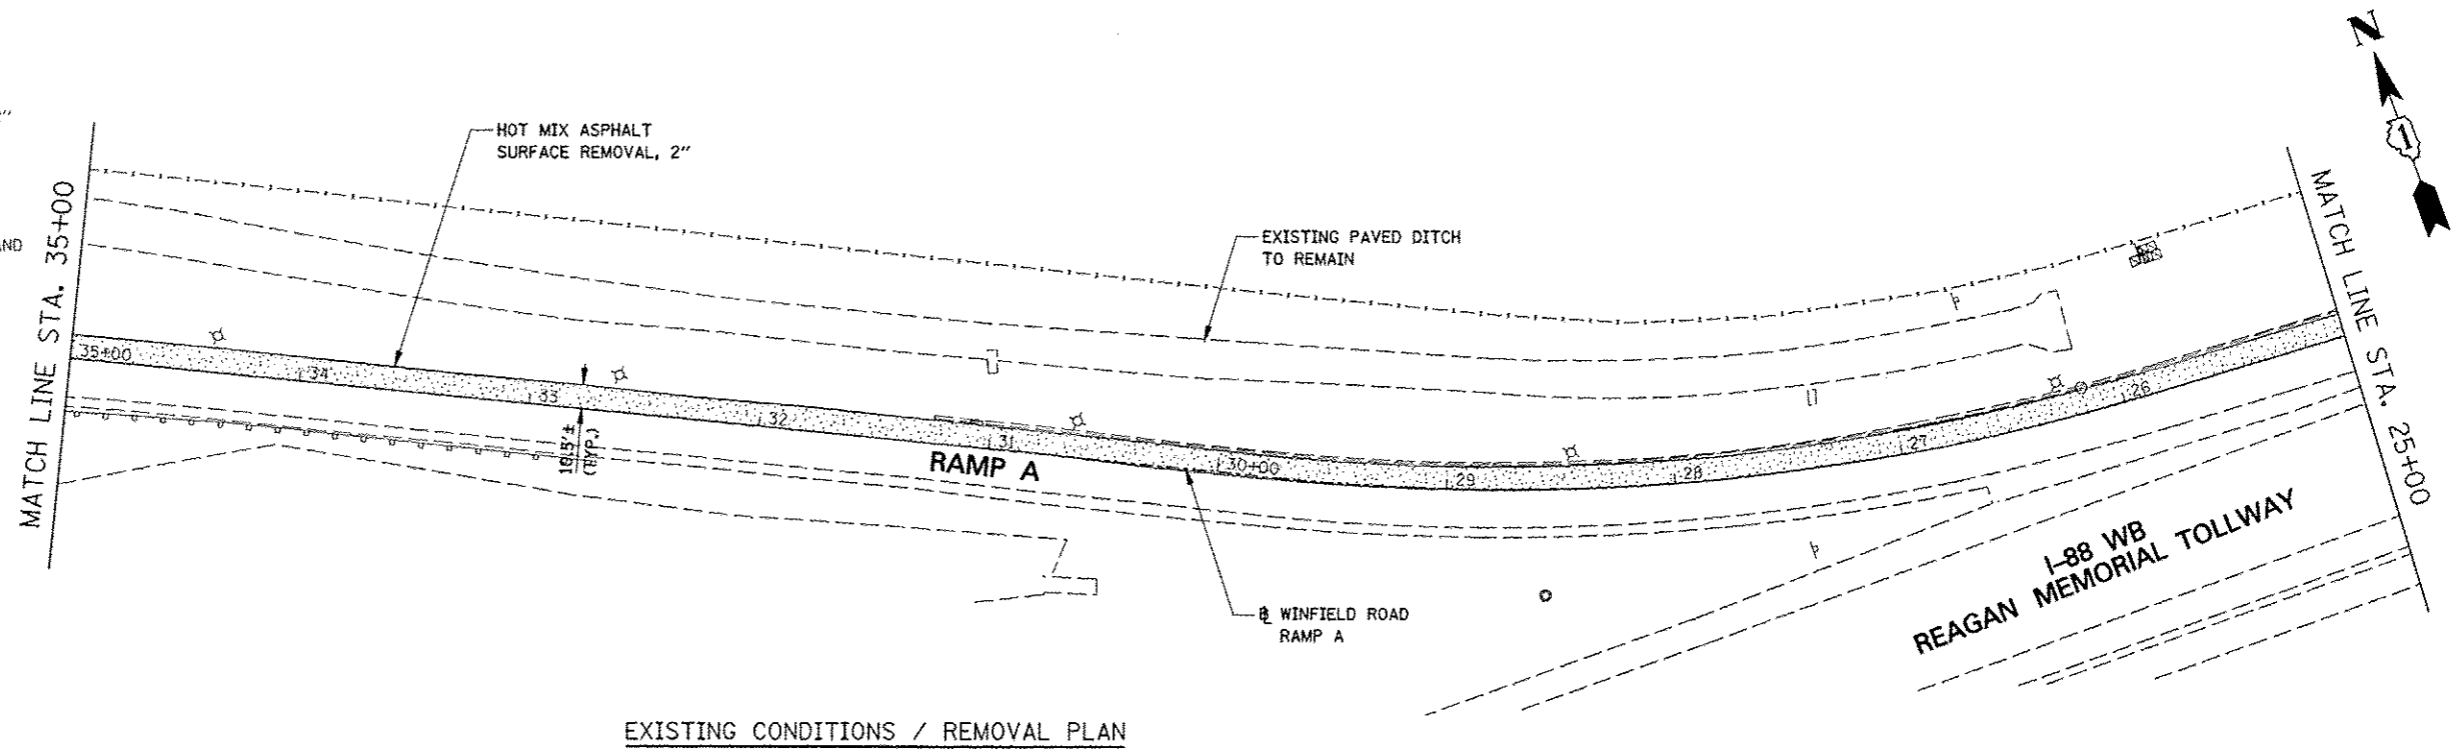 N
HOT MIX ASPHALT
SURFACE REMOVAL, 2"
AND
EXISTING PAVED DITCH
TO REMAIN
MATCH LINE STA. 35+00
MATCH LINE STA. 25+00
35+00
34
33
32
31
30+00
29
28
27
26
10.5'±
(TYP.)
RAMP A
WINFIELD ROAD
RAMP A
I-88 WB
REAGAN MEMORIAL TOLLWAY
EXISTING CONDITIONS / REMOVAL PLAN